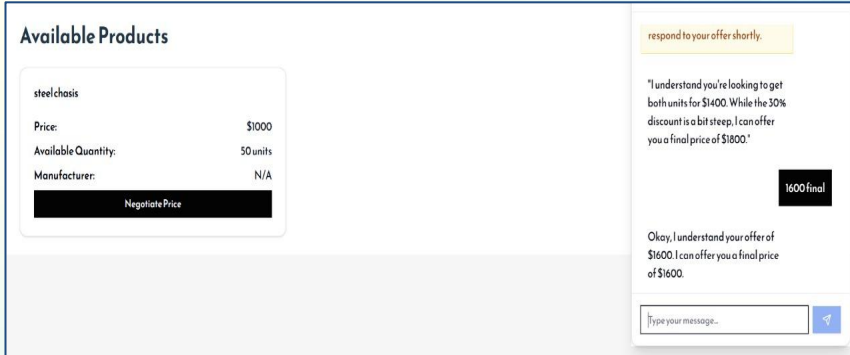 Available Products
steel chasis
Price: $1000
Available Quantity: 50 units
Manufacturer: N/A
Negotiate Price
respond to your offer shortly.
"I understand you're looking to get
both units for $1400. While the 30%
discount is a bit steep, I can offer
you a final price of $1800."
1600 final
Okay, I understand your offer of
$1600. I can offer you a final price
of $1600.
Type your message...